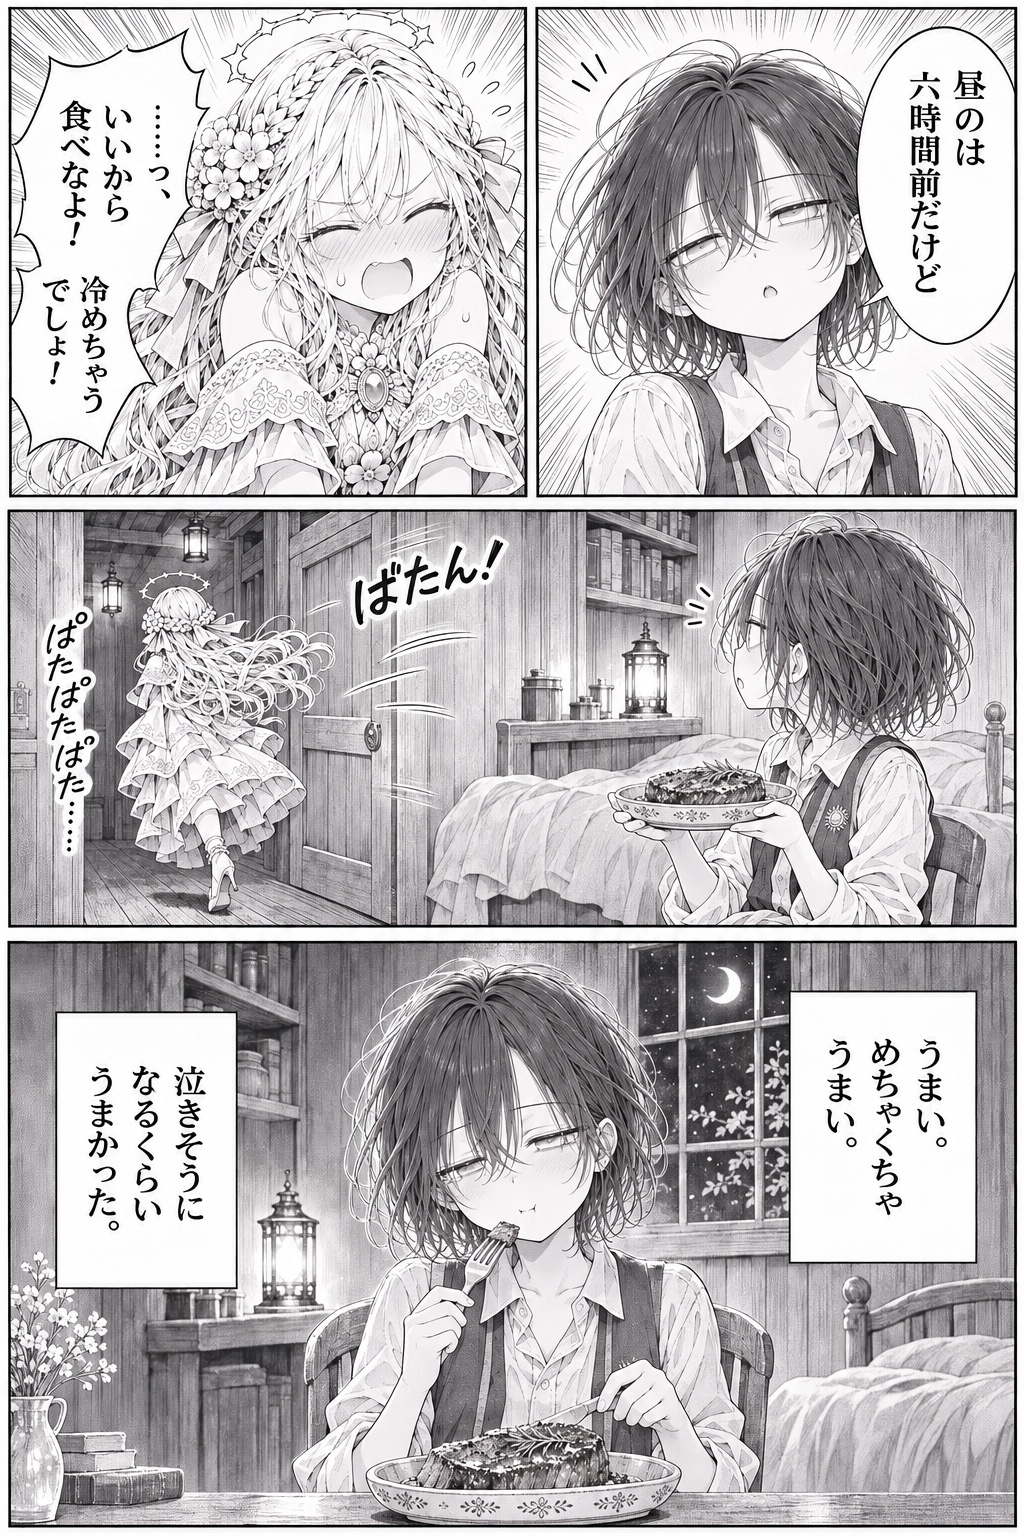 昼のは
六時間前だけど
……っ、
いいから
食べなよ！
冷めちゃう
でしょ！
ばたん！
ぱたぱたぱた……
うまい。
めちゃくちゃ
うまい。
泣きそうに
なるくらい
うまかった。